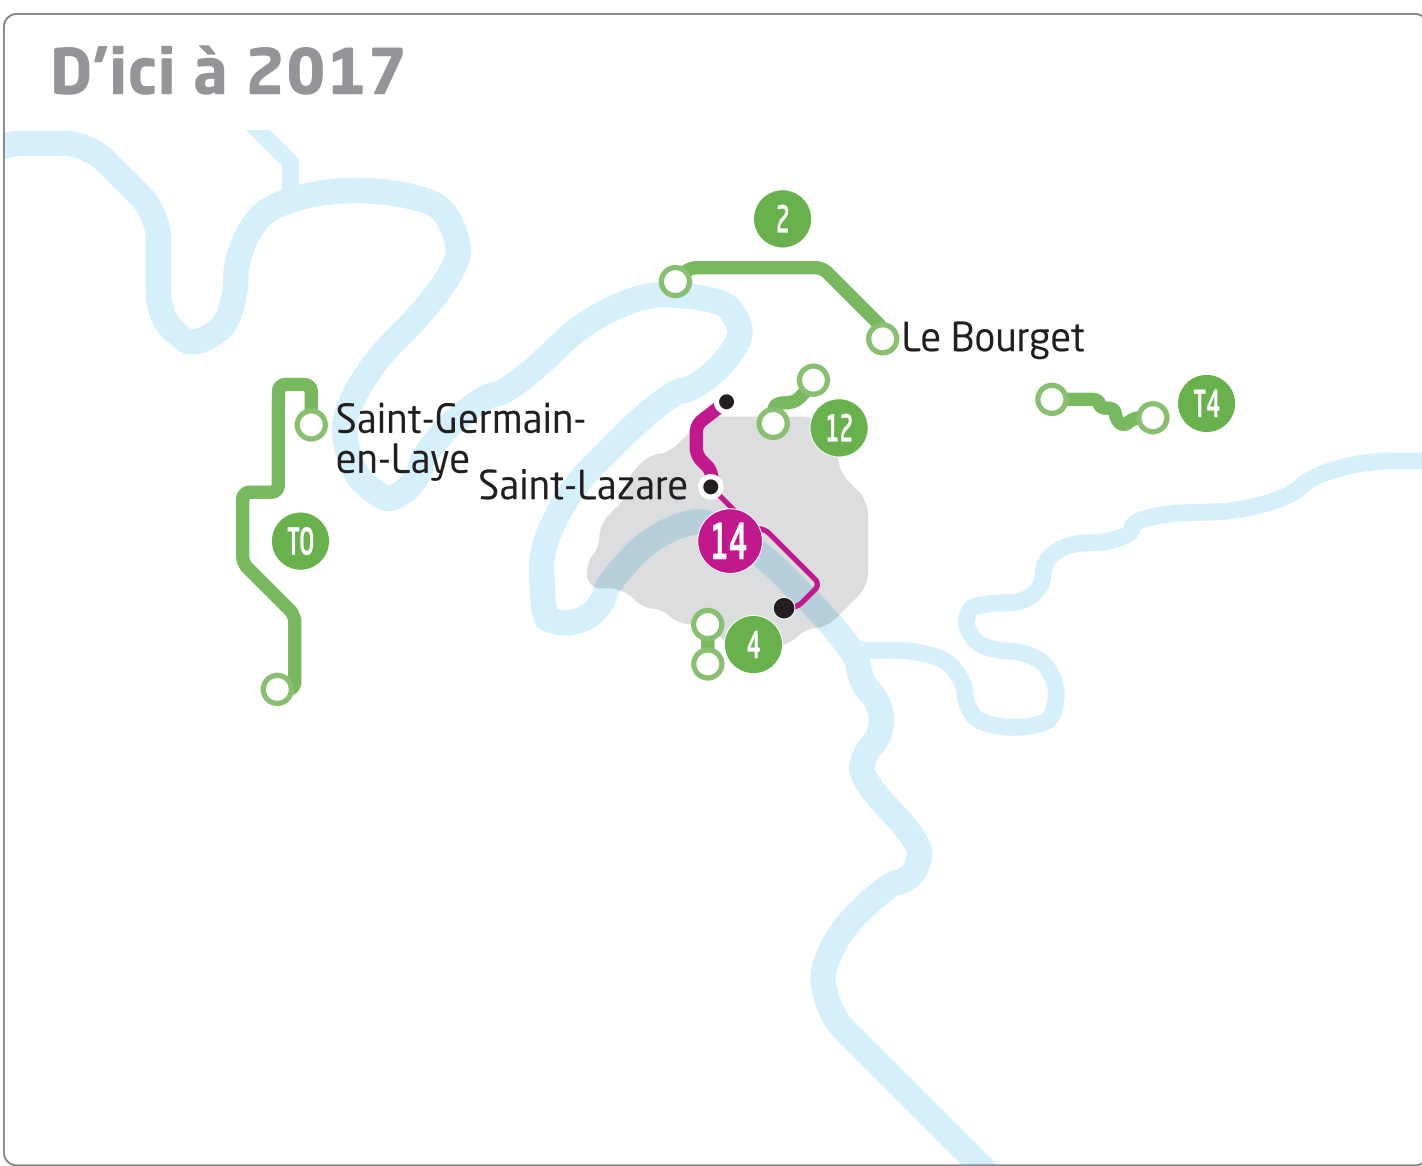 D'ici à 2017
2
Le Bourget
T4
12
Saint-Germain-
en-Laye
Saint-Lazare
14
T0
4